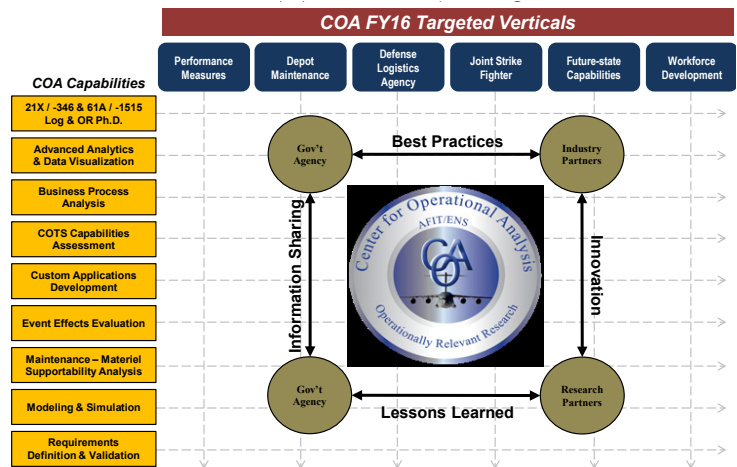 COA FY16 Targeted Verticals
Performance
Measures
Depot
Maintenance
Defense
Logistics
Agency
Joint Strike
Fighter
Future-state
Capabilities
Workforce
Development
COA Capabilities
21X / -346 & 61A / -1515
Log & OR Ph.D.
Advanced Analytics
& Data Visualization
Business Process
Analysis
COTS Capabilities
Assessment
Custom Applications
Development
Event Effects Evaluation
Maintenance – Materiel
Supportability Analysis
Modeling & Simulation
Requirements
Definition & Validation
Gov't
Agency
Best Practices
Industry
Partners
Information Sharing
Center for Operational Analysis
AFIT/ENS
COA
Operationally Relevant Research
Innovation
Gov't
Agency
Lessons Learned
Research
Partners